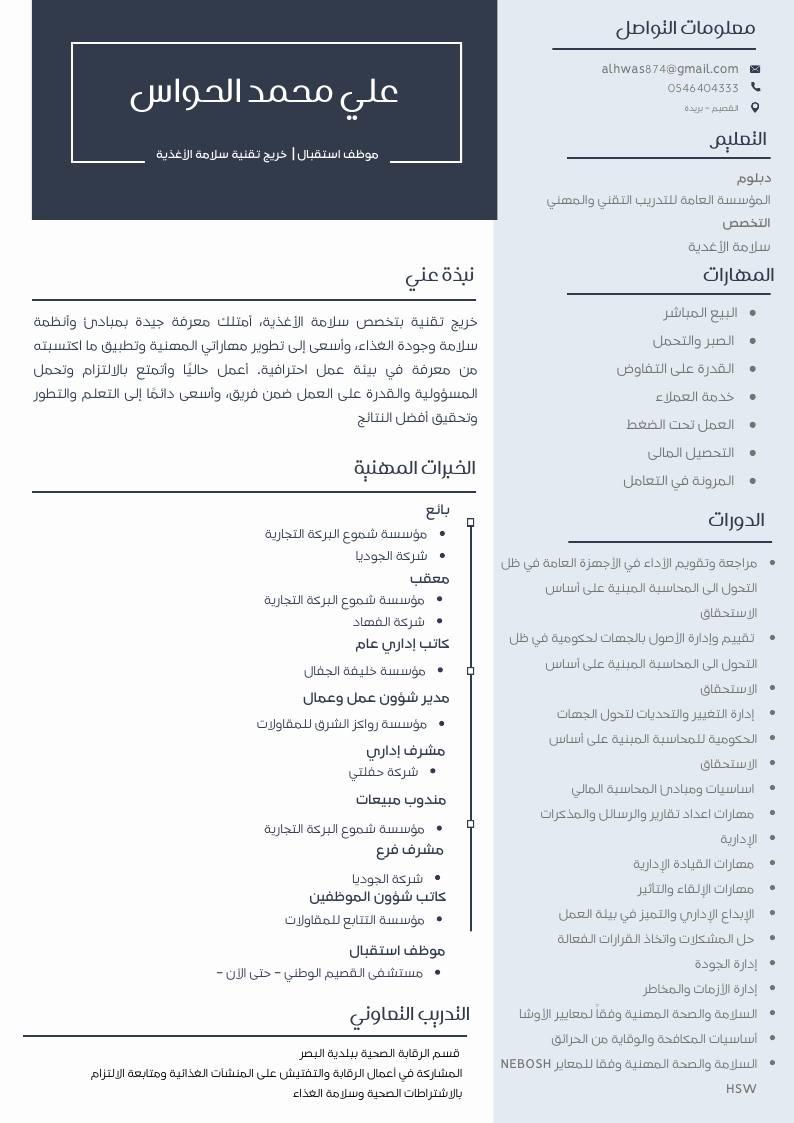 علي محمد الحواس
موظف استقبال | خريج تقنية سلامة الأغذية
معلومات التواصل
alhwas874@gmail.com
0546404333
القصيم – بريدة
التعليم
دبلوم
المؤسسة العامة للتدريب التقني والمهني
التخصص
سلامة الأغدية
المهارات
البيع المباشر
الصبر والتحمل
القدرة على التفاوض
خدمة العملاء
العمل تحت الضغط
التحصيل المالى
المرونة في التعامل
الدورات
مراجعة وتقويم الأداء في الأجهزة العامة في ظل
التحول الى المحاسبة المبنية على أساس
الاستحقاق
تقييم وإدارة الأصول بالجهات لحكومية في ظل
التحول الى المحاسبة المبنية على أساس
الاستحقاق
إدارة التغيير والتحديات لتحول الجهات
الحكومية للمحاسبة المبنية على أساس
الاستحقاق
اساسيات ومبادئ المحاسبة المالي
مهارات اعداد تقارير والرسائل والمذكرات
الإدارية
مهارات القيادة الإدارية
مهارات الإلقاء والتأثير
الإبداع الإداري والتميز في بيئة العمل
حل المشكلات واتخاذ القرارات الفعالة
إدارة الجودة
إدارة الأزمات والمخاطر
السلامة والصحة المهنية وفقاً لمعايير الأوشا
أساسيات المكافحة والوقاية من الحرائق
السلامة والصحة المهنية وفقا للمعاير NEBOSH
HSW
نبذة عني
خريج تقنية بتخصص سلامة الأغذية، أمتلك معرفة جيدة بمبادئ وأنظمة
سلامة وجودة الغذاء، وأسعى إلى تطوير مهاراتي المهنية وتطبيق ما اكتسبته
من معرفة في بيئة عمل احترافية. أعمل حاليًا وأتمتع بالالتزام وتحمل
المسؤولية والقدرة على العمل ضمن فريق، وأسعى دائمًا إلى التعلم والتطور
وتحقيق أفضل النتائج
الخبرات المهنية
بائع
مؤسسة شموع البركة التجارية
شركة الجوديا
معقب
مؤسسة شموع البركة التجارية
شركة الفهاد
كاتب إداري عام
مؤسسة خليفة الجفال
مدير شؤون عمل وعمال
مؤسسة رواكز الشرق للمقاولات
مشرف إداري
شركة حفلتي
مندوب مبيعات
مؤسسة شموع البركة التجارية
مشرف فرع
شركة الجوديا
كاتب شؤون الموظفين
مؤسسة التتابع للمقاولات
موظف استقبال
مستشفى القصيم الوطني – حتى الآن –
التدريب التعاوني
قسم الرقابة الصحية ببلدية البصر
المشاركة في أعمال الرقابة والتفتيش على المنشآت الغذائية ومتابعة الالتزام
بالاشتراطات الصحية وسلامة الغذاء